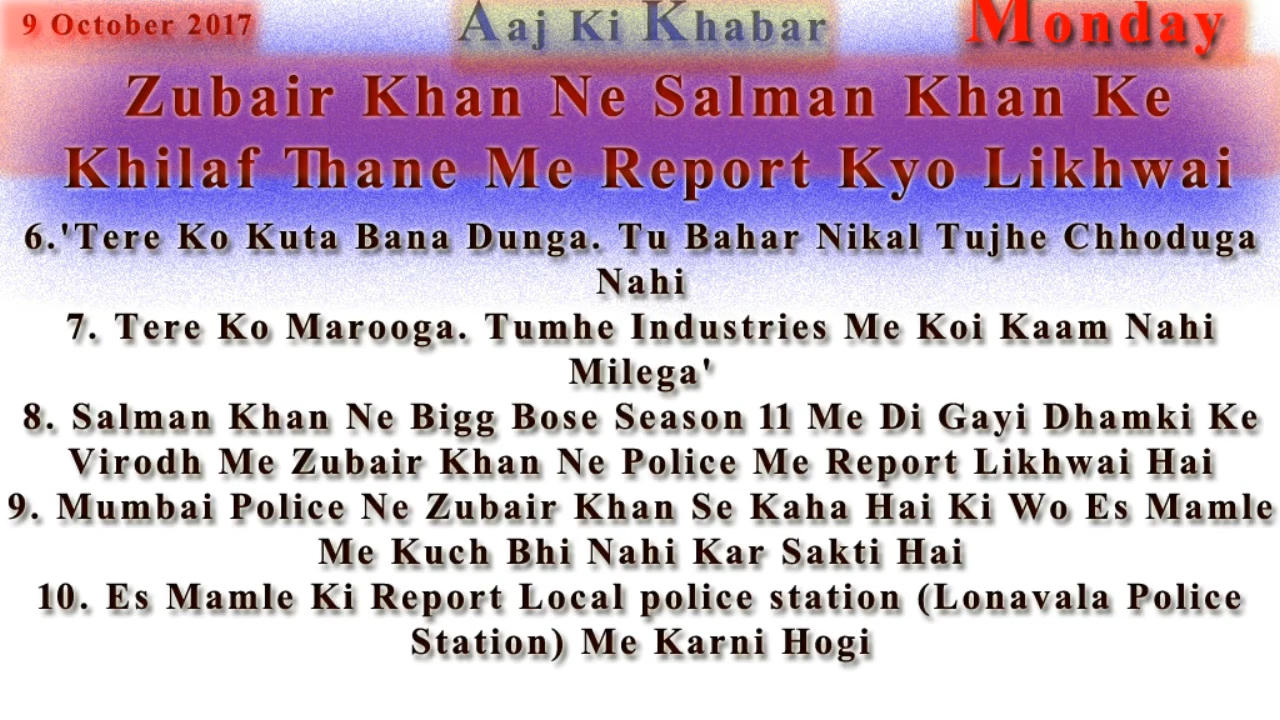 9 October 2017
Aaj Ki Khabar
Monday
Zubair Khan Ne Salman Khan Ke
Khilaf Thane Me Report Kyo Likhwai
6.'Tere Ko Kuta Bana Dunga. Tu Bahar Nikal Tujhe Chhoduga
Nahi
7. Tere Ko Marooga. Tumhe Industries Me Koi Kaam Nahi
Milega'
8. Salman Khan Ne Bigg Bose Season 11 Me Di Gayi Dhamki Ke
Virodh Me Zubair Khan Ne Police Me Report Likhwai Hai
9. Mumbai Police Ne Zubair Khan Se Kaha Hai Ki Wo Es Mamle
Me Kuch Bhi Nahi Kar Sakti Hai
10. Es Mamle Ki Report Local police station (Lonavala Police
Station) Me Karni Hogi